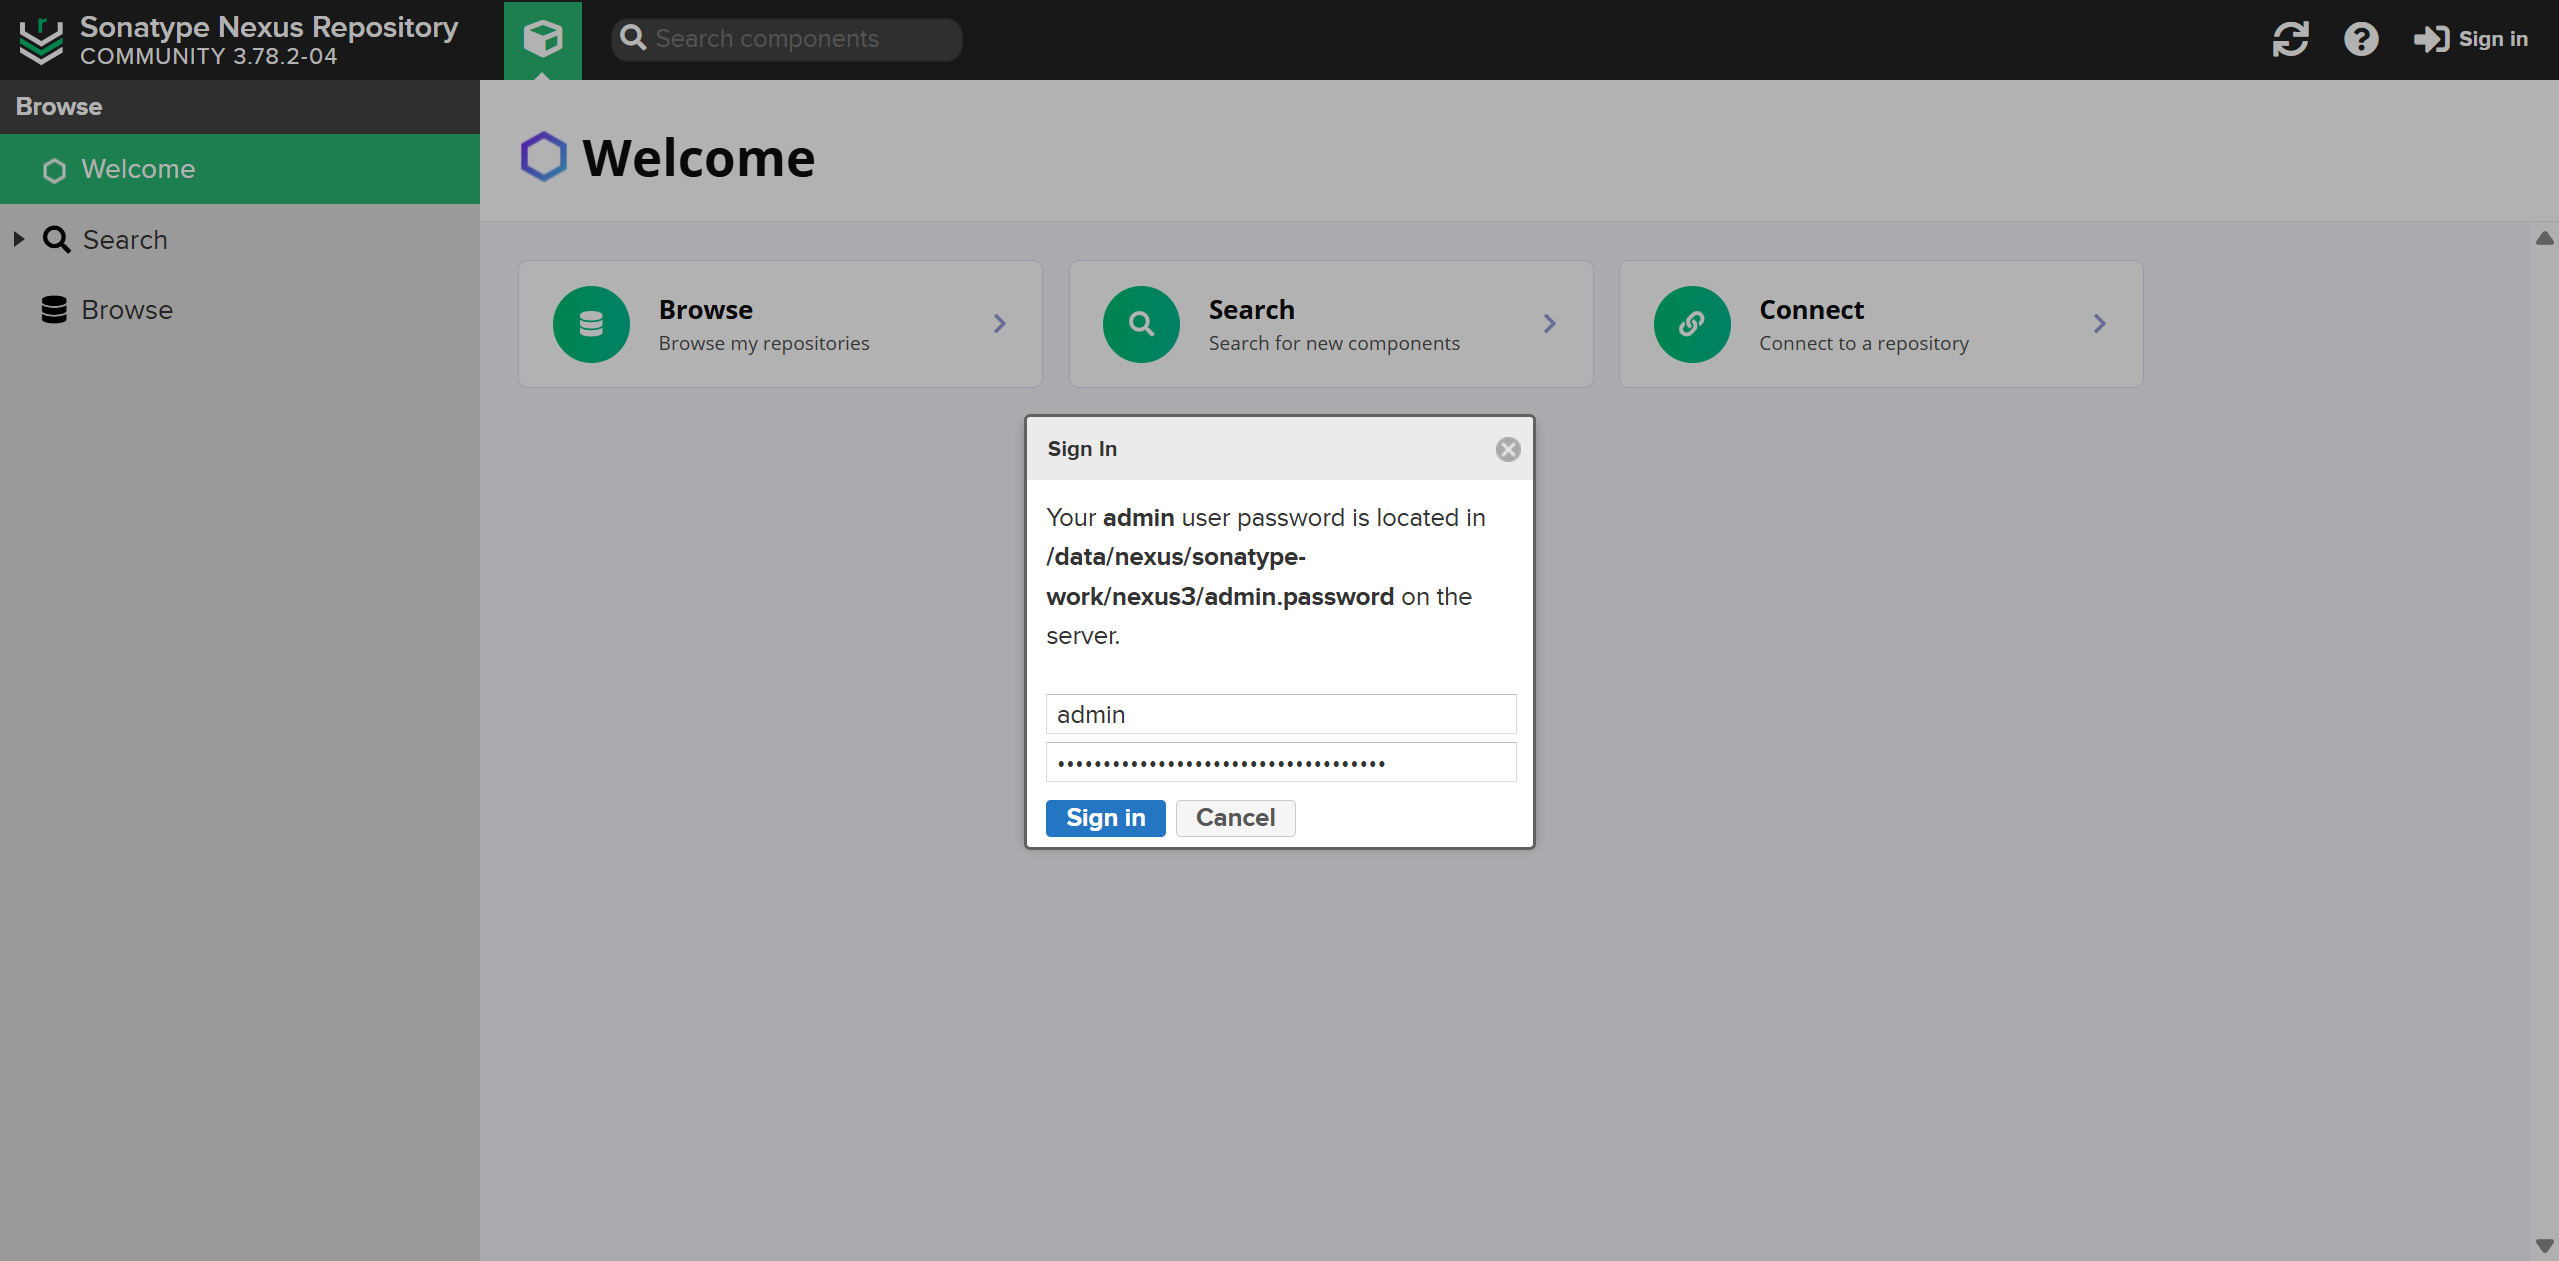 Sonatype Nexus Repository
COMMUNITY 3.78.2-04
Search components
Sign in
Browse
Welcome
Search
Browse
Welcome
Browse
Browse my repositories
Search
Search for new components
Connect
Connect to a repository
Sign In
Your admin user password is located in
/data/nexus/sonatype-
work/nexus3/admin.password on the
server.
admin
••••••••••••••••••••••••••••••••••••
Sign in
Cancel